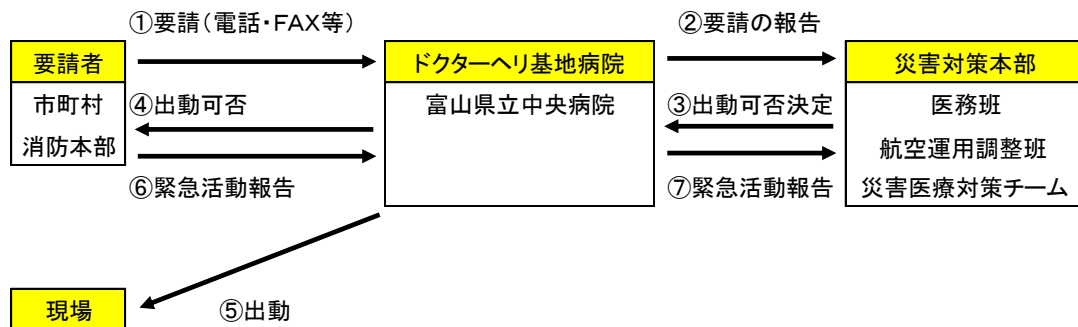 ①要請(電話・FAX等)
②要請の報告
要請者
ドクターヘリ基地病院
災害対策本部
市町村
④出動可否
富山県立中央病院
③出動可否決定
医務班
消防本部
航空運用調整班
⑥緊急活動報告
⑦緊急活動報告
災害医療対策チーム
現場
⑤出動